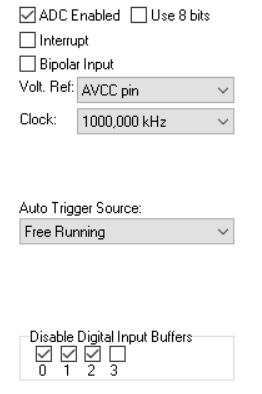 ADC Enabled Use 8 bits
Interrupt
Bipolar Input
Volt. Ref: AVCC pin
Clock: 1000,000 kHz
Auto Trigger Source:
Free Running
Disable Digital Input Buffers
0 1 2 3